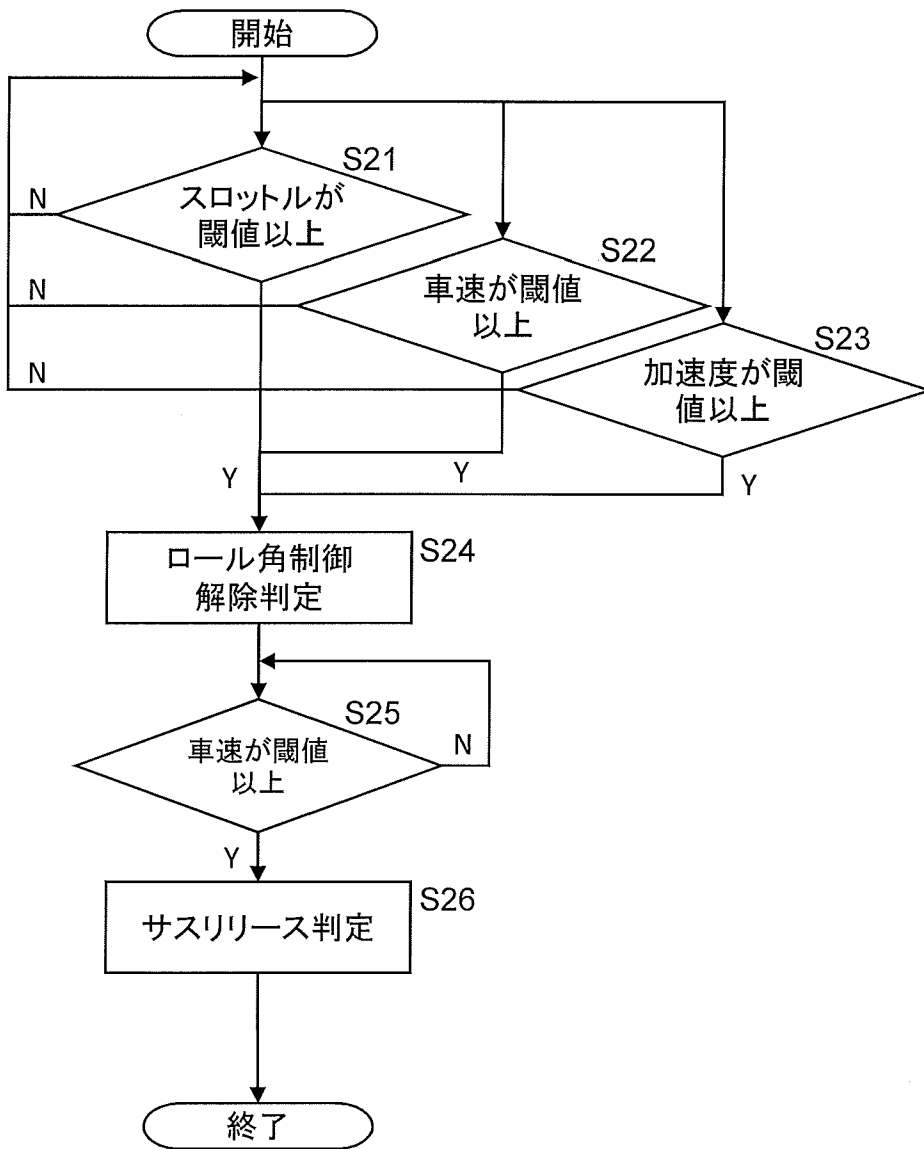 開始
S21
スロットルが
閾値以上
N
S22
車速が閾値
以上
N
S23
加速度が閾
値以上
N
Y
Y
Y
S24
ロール角制御
解除判定
S25
車速が閾値
以上
N
Y
S26
サスリリース判定
終了